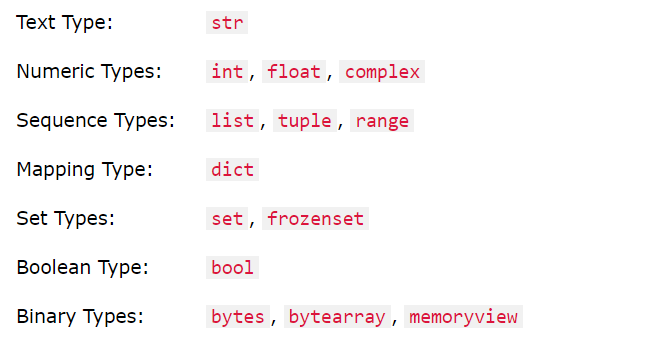 Text Type: str
Numeric Types: int, float, complex
Sequence Types: list, tuple, range
Mapping Type: dict
Set Types: set, frozenset
Boolean Type: bool
Binary Types: bytes, bytearray, memoryview